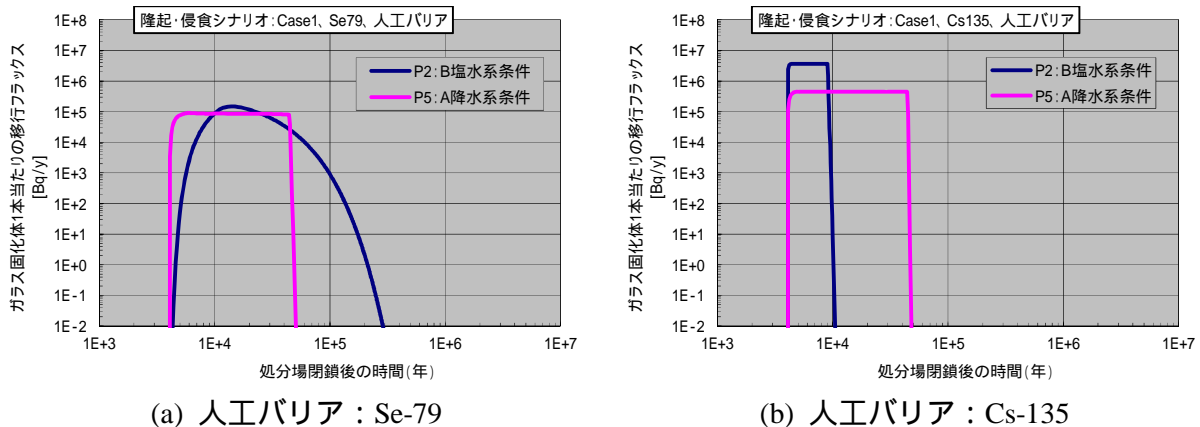 隆起・侵食シナリオ:Case1、Se79、人工バリア
ガラス固化体1本当たりの移行フラックス
[Bq/y]
1E+8
1E+7
1E+6
1E+5
1E+4
1E+3
1E+2
1E+1
1E+0
1E-1
1E-2
P2:B塩水系条件
P5:A降水系条件
1E+3 1E+4 1E+5 1E+6 1E+7
処分場閉鎖後の時間(年)
(a) 人工バリア:Se-79
隆起・侵食シナリオ:Case1、Cs135、人工バリア
ガラス固化体1本当たりの移行フラックス
[Bq/y]
1E+8
1E+7
1E+6
1E+5
1E+4
1E+3
1E+2
1E+1
1E+0
1E-1
1E-2
P2:B塩水系条件
P5:A降水系条件
1E+3 1E+4 1E+5 1E+6 1E+7
処分場閉鎖後の時間(年)
(b) 人工バリア:Cs-135